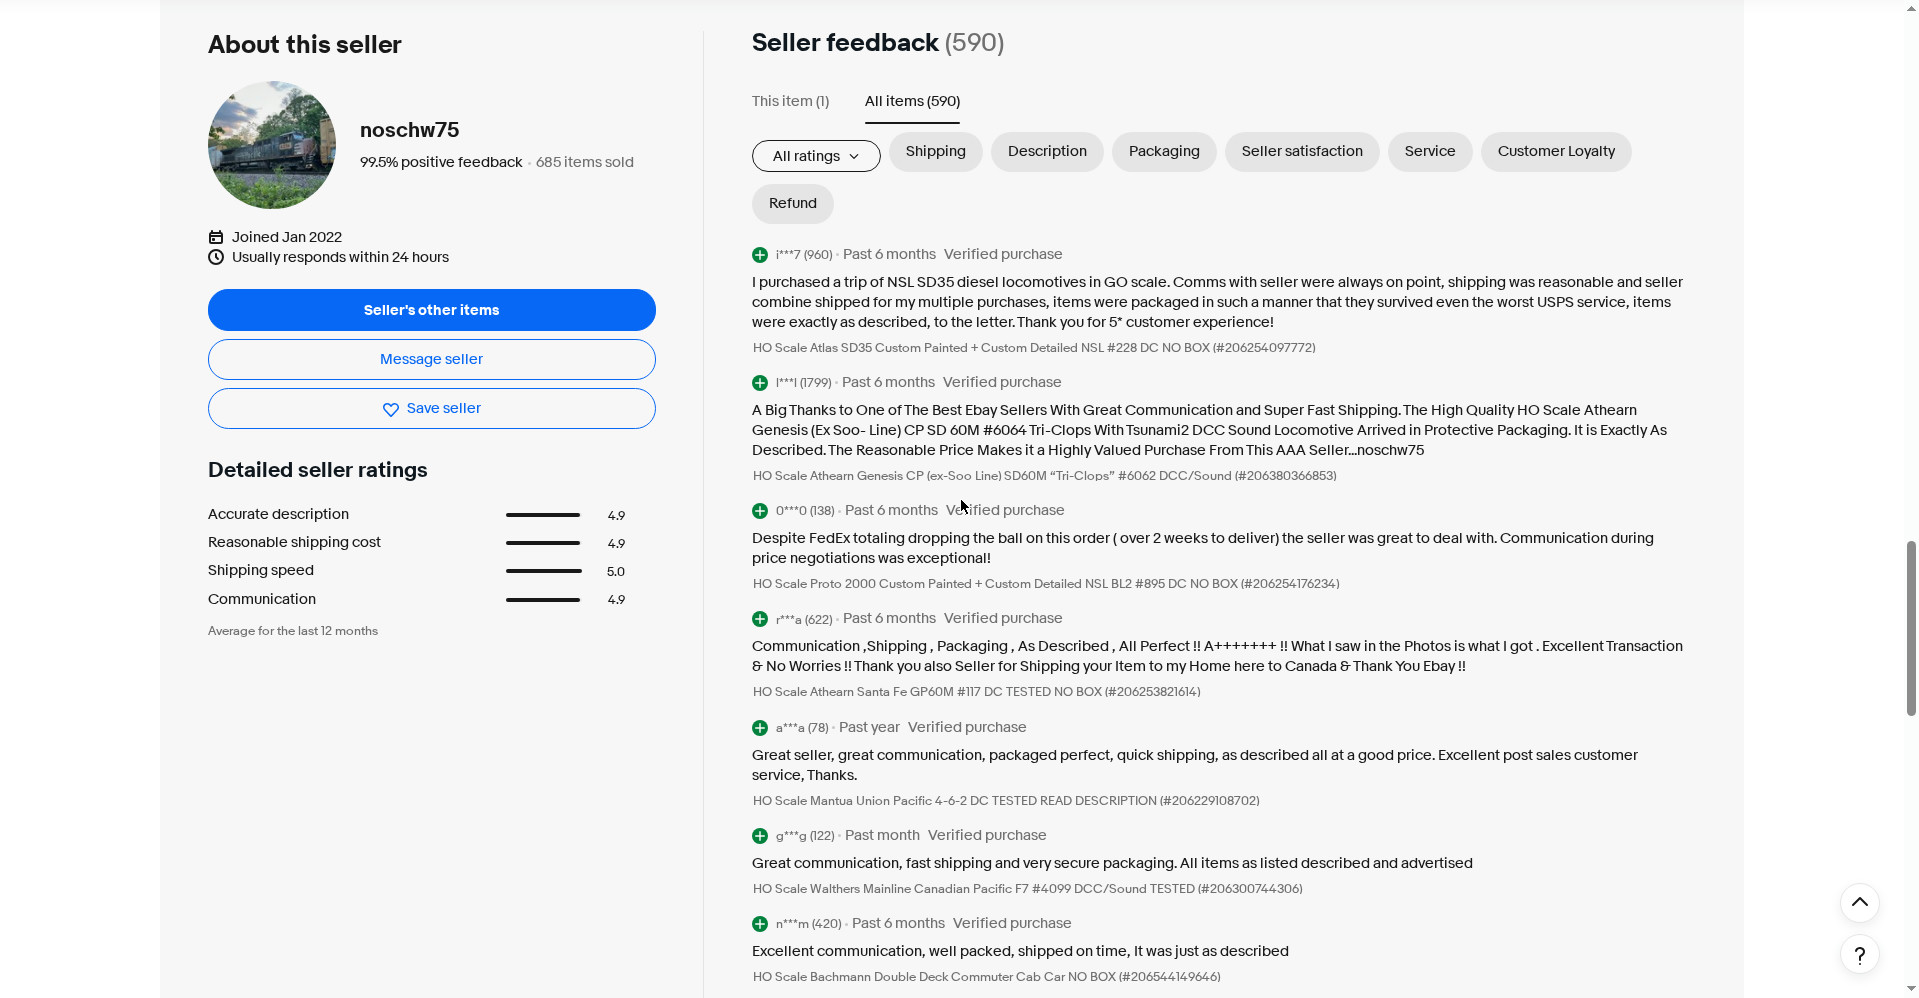 About this seller
noschw75
99.5% positive feedback · 685 items sold
Joined Jan 2022
Usually responds within 24 hours
Seller's other items
Message seller
Save seller
Detailed seller ratings
Accurate description 4.9
Reasonable shipping cost 4.9
Shipping speed 5.0
Communication 4.9
Average for the last 12 months
Seller feedback (590)
This item (1) All items (590)
All ratings Shipping Description Packaging Seller satisfaction Service Customer Loyalty
Refund
i***7 (960) · Past 6 months Verified purchase
I purchased a trip of NSL SD35 diesel locomotives in GO scale. Comms with seller were always on point, shipping was reasonable and seller
combine shipped for my multiple purchases, items were packaged in such a manner that they survived even the worst USPS service, items
were exactly as described, to the letter. Thank you for 5* customer experience!
HO Scale Atlas SD35 Custom Painted + Custom Detailed NSL #228 DC NO BOX (#206254097772)
l***l (1799) · Past 6 months Verified purchase
A Big Thanks to One of The Best Ebay Sellers With Great Communication and Super Fast Shipping. The High Quality HO Scale Athearn
Genesis (Ex Soo- Line) CP SD 60M #6064 Tri-Clops With Tsunami2 DCC Sound Locomotive Arrived in Protective Packaging. It is Exactly As
Described. The Reasonable Price Makes it a Highly Valued Purchase From This AAA Seller...noschw75
HO Scale Athearn Genesis CP (ex-Soo Line) SD60M “Tri-Clops” #6062 DCC/Sound (#206380366853)
0***0 (138) · Past 6 months Verified purchase
Despite FedEx totaling dropping the ball on this order ( over 2 weeks to deliver) the seller was great to deal with. Communication during
price negotiations was exceptional!
HO Scale Proto 2000 Custom Painted + Custom Detailed NSL BL2 #895 DC NO BOX (#206254176234)
r***a (622) · Past 6 months Verified purchase
Communication ,Shipping , Packaging , As Described , All Perfect !! A+++++++ !! What I saw in the Photos is what I got . Excellent Transaction
& No Worries !! Thank you also Seller for Shipping your Item to my Home here to Canada & Thank You Ebay !!
HO Scale Athearn Santa Fe GP60M #117 DC TESTED NO BOX (#206253821614)
a***a (78) · Past year Verified purchase
Great seller, great communication, packaged perfect, quick shipping, as described all at a good price. Excellent post sales customer
service, Thanks.
HO Scale Mantua Union Pacific 4-6-2 DC TESTED READ DESCRIPTION (#206229108702)
g***g (122) · Past month Verified purchase
Great communication, fast shipping and very secure packaging. All items as listed described and advertised
HO Scale Walthers Mainline Canadian Pacific F7 #4099 DCC/Sound TESTED (#206300744306)
n***m (420) · Past 6 months Verified purchase
Excellent communication, well packed, shipped on time, It was just as described
HO Scale Bachmann Double Deck Commuter Cab Car NO BOX (#206544149646)
?